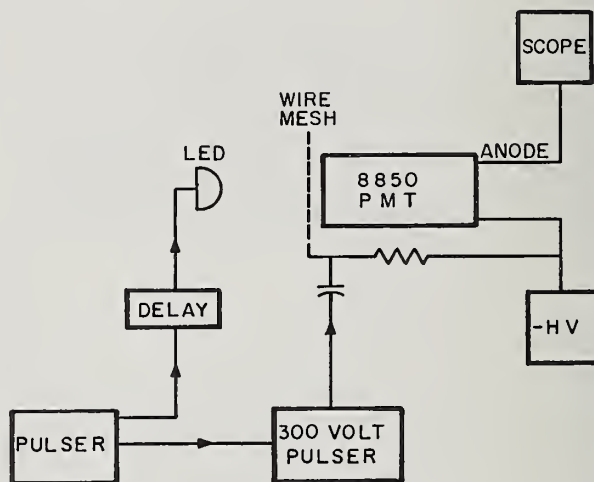 SCOPE
WIRE
MESH
LED
ANODE
8850
PMT
DELAY
-HV
PULSER
300 VOLT
PULSER